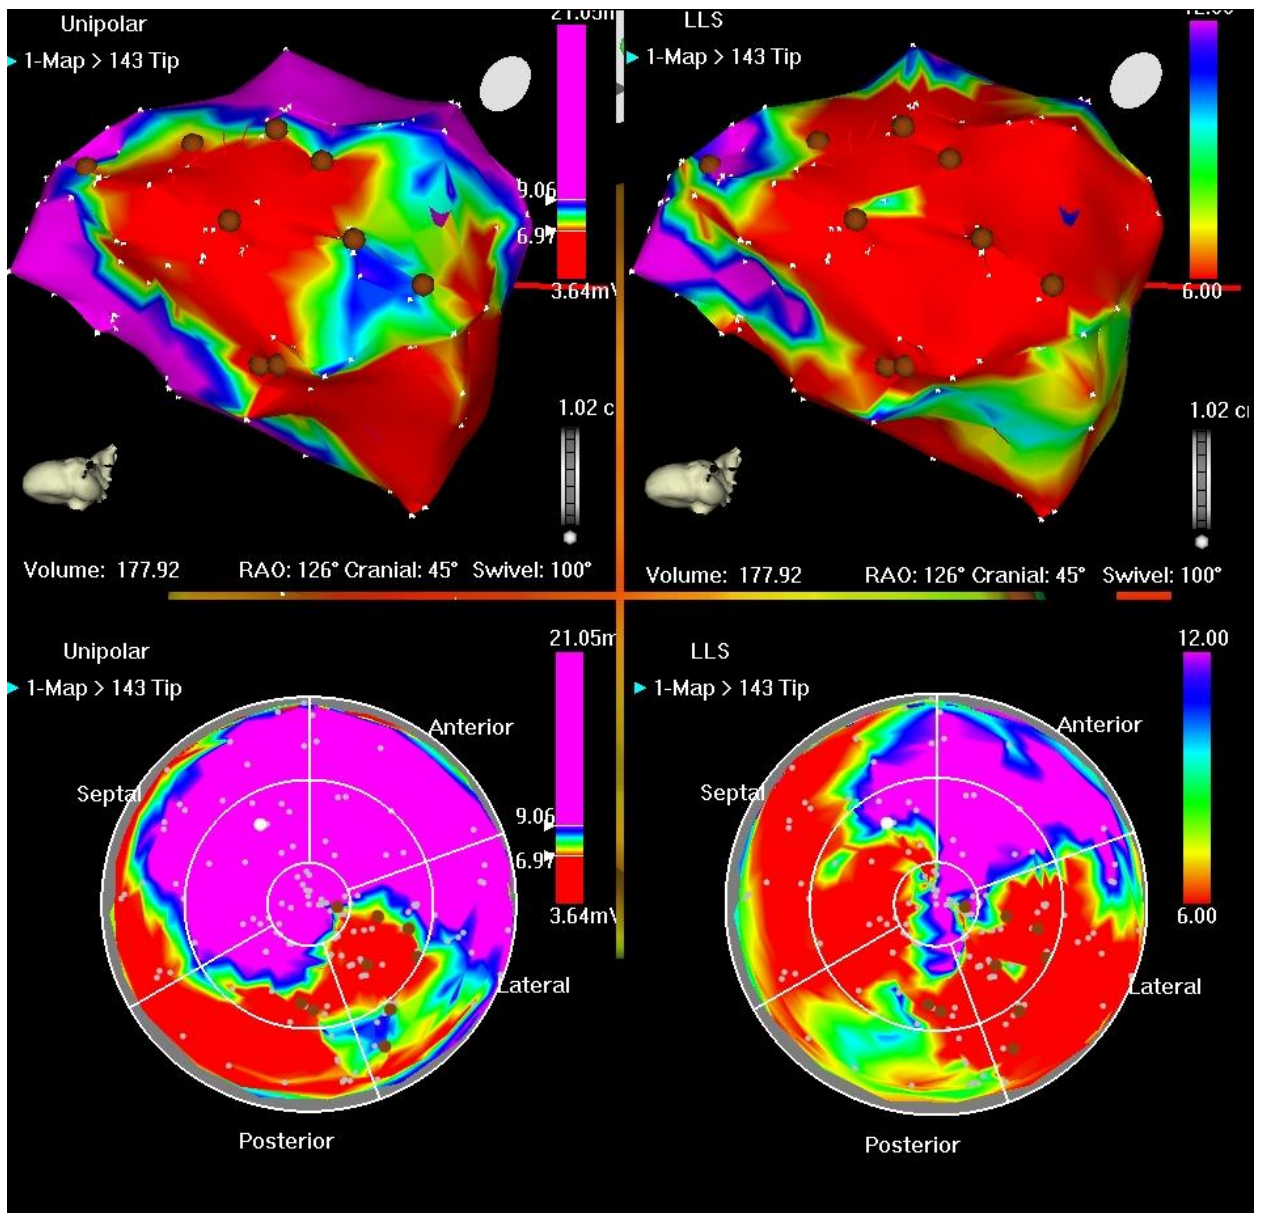 Unipolar
1-Map > 143 Tip
9.06
6.97
3.64mV
1.02 c
Volume: 177.92 RAO: 126° Cranial: 45° Swivel: 100°
LLS
1-Map > 143 Tip
6.00
1.02 c
Volume: 177.92 RAO: 126° Cranial: 45° Swivel: 100°
Unipolar
1-Map > 143 Tip
21.05m
Anterior
Septal
9.06
6.97
3.64mV
Lateral
Posterior
LLS
1-Map > 143 Tip
12.00
Anterior
Septal
6.00
Lateral
Posterior